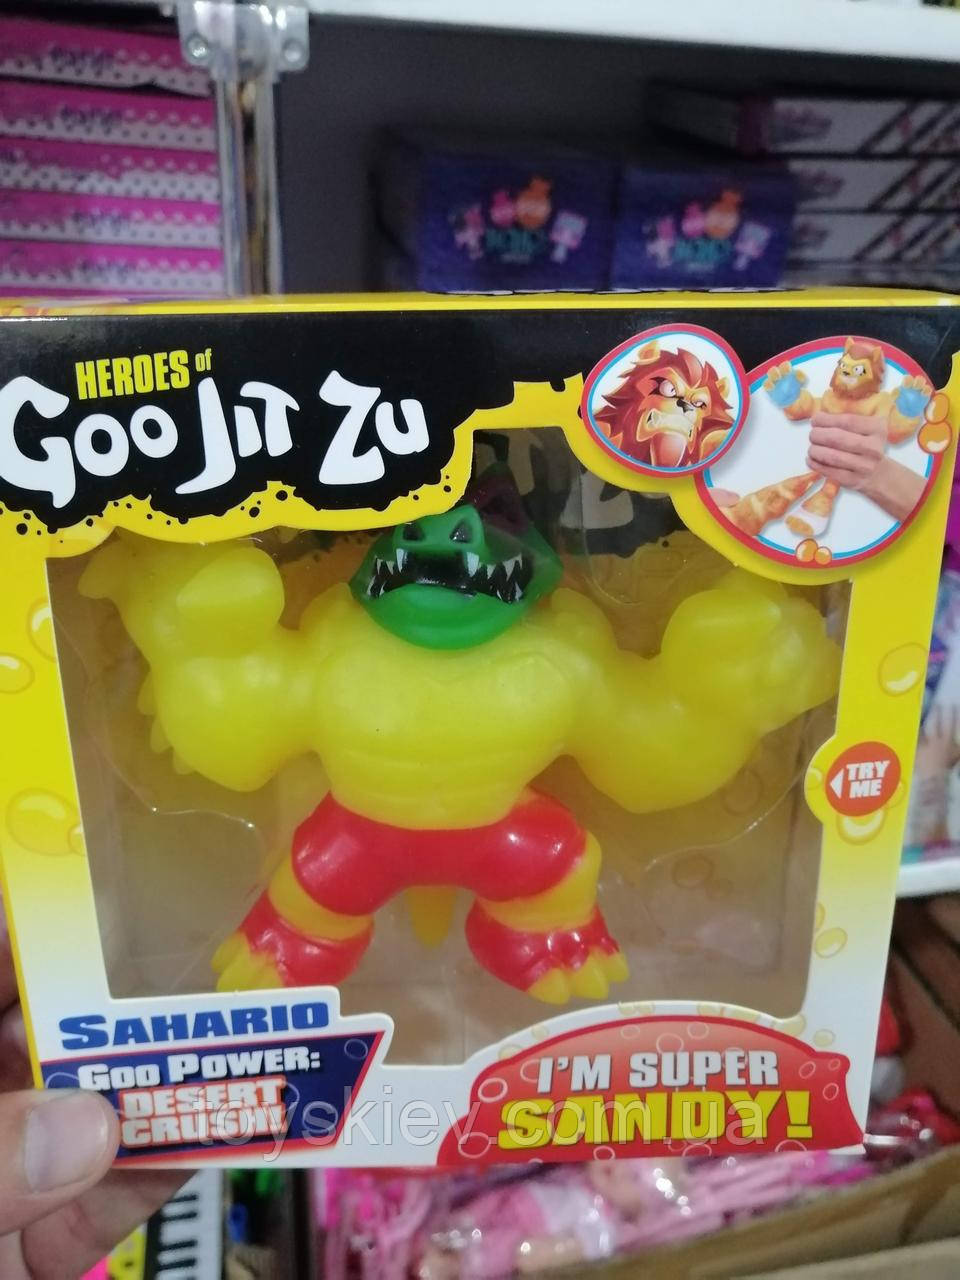 HEROES of
GOO JIT ZU
TRY
ME
SAHARIO
GOO POWER:
DESERT
CRUSH!
I'M SUPER
SANDY!
toyskiev.com.ua